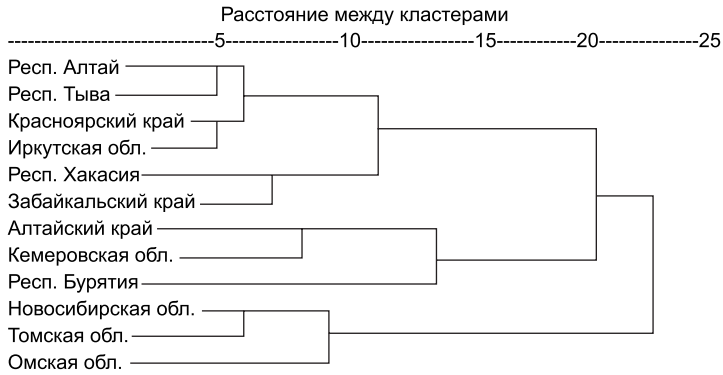 Расстояние между кластерами
-------------------------------5-----------------10-----------------15------------20---------------25
Респ. Алтай
Респ. Тыва
Красноярский край
Иркутская обл.
Респ. Хакасия
Забайкальский край
Алтайский край
Кемеровская обл.
Респ. Бурятия
Новосибирская обл.
Томская обл.
Омская обл.